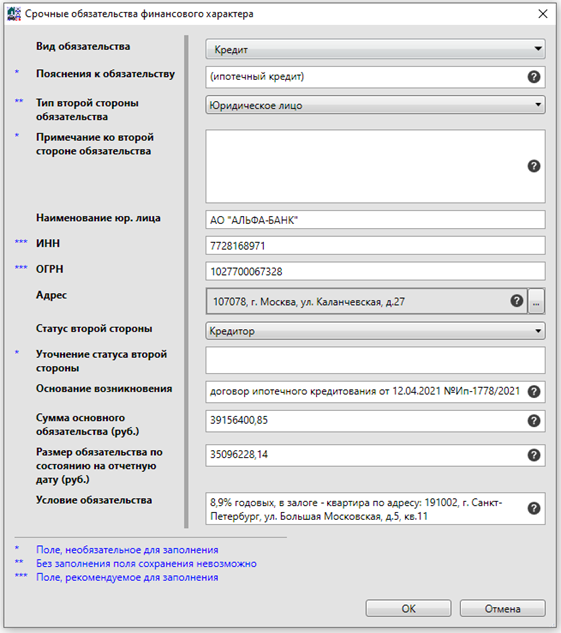 Срочные обязательства финансового характера
Вид обязательства
Кредит
* Пояснения к обязательству
(ипотечный кредит)
** Тип второй стороны
обязательства
Юридическое лицо
* Примечание ко второй
стороне обязательства
Наименование юр. лица
АО "АЛЬФА-БАНК"
*** ИНН
7728168971
*** ОГРН
1027700067328
Адрес
107078, г. Москва, ул. Каланчевская, д.27
...
Статус второй стороны
Кредитор
* Уточнение статуса второй
стороны
Основание возникновения
договор ипотечного кредитования от 12.04.2021 №Ип-1778/2021
Сумма основного
обязательства (руб.)
39156400,85
Размер обязательства по
состоянию на отчетную
дату (руб.)
35096228,14
Условие обязательства
8,9% годовых, в залоге - квартира по адресу: 191002, г. Санкт-
Петербург, ул. Большая Московская, д.5, кв.11
* Поле, необязательное для заполнения
** Без заполнения поля сохранения невозможно
*** Поле, рекомендуемое для заполнения
ОК
Отмена